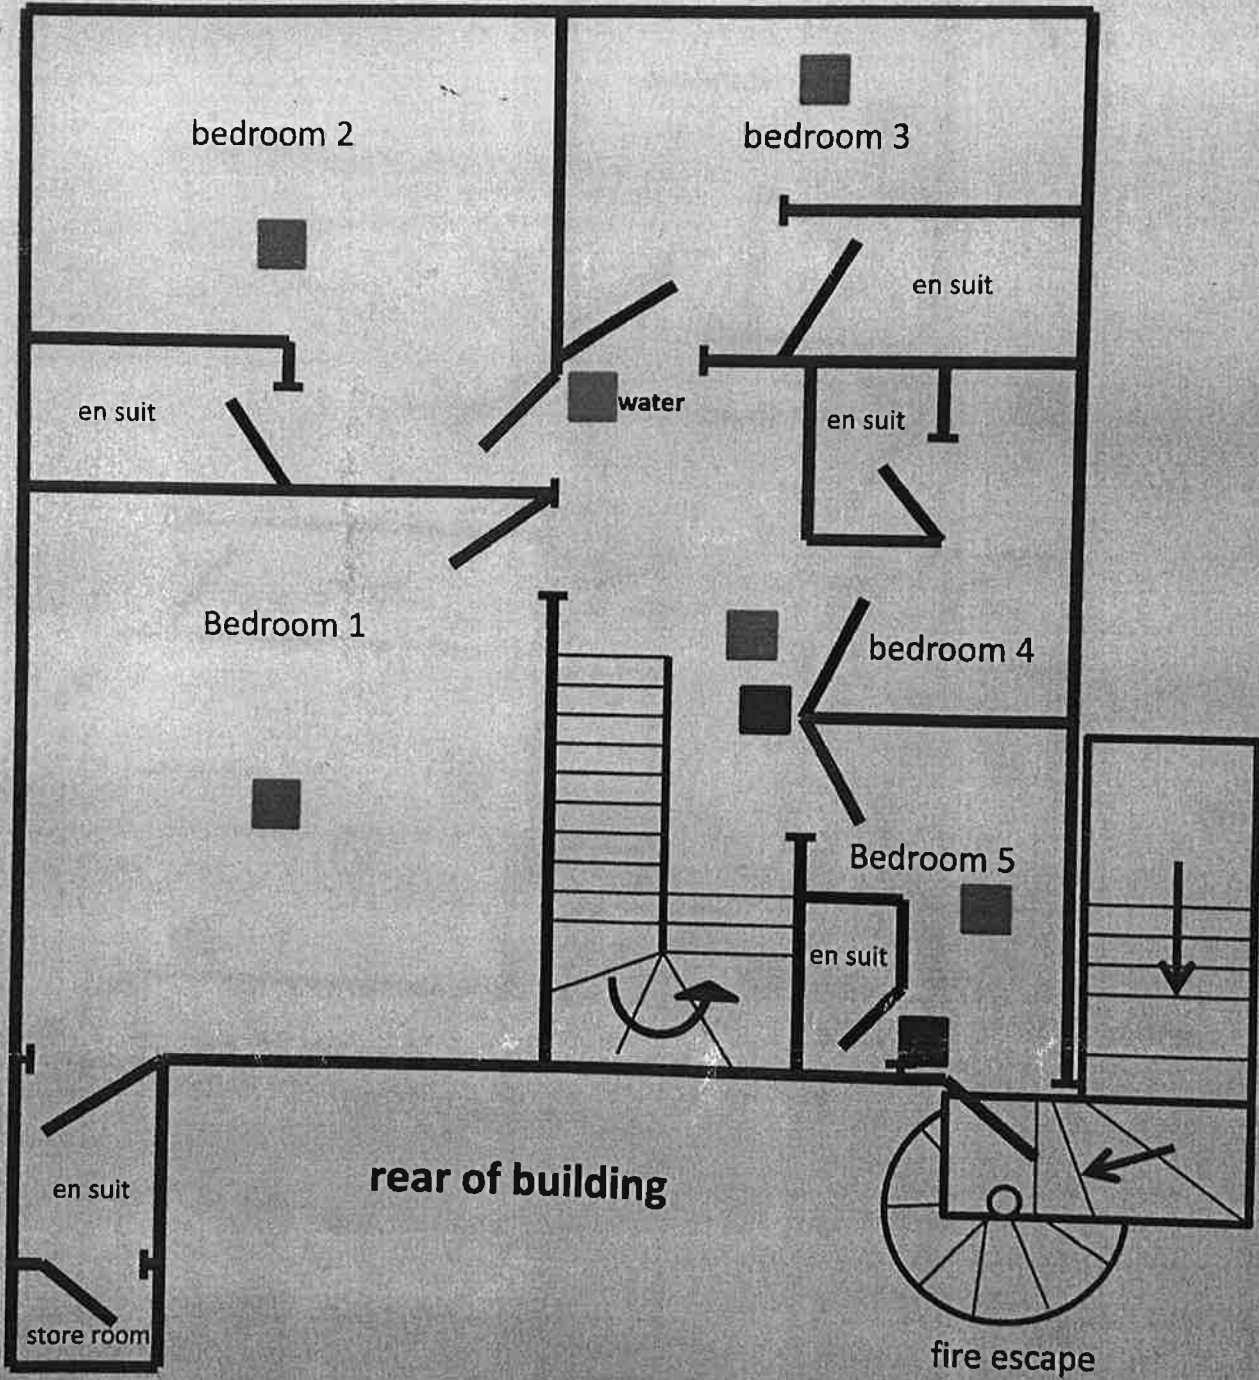 bedroom 2
bedroom 3
en suit
en suit
water
en suit
Bedroom 1
bedroom 4
Bedroom 5
en suit
rear of building
en suit
store room
fire escape